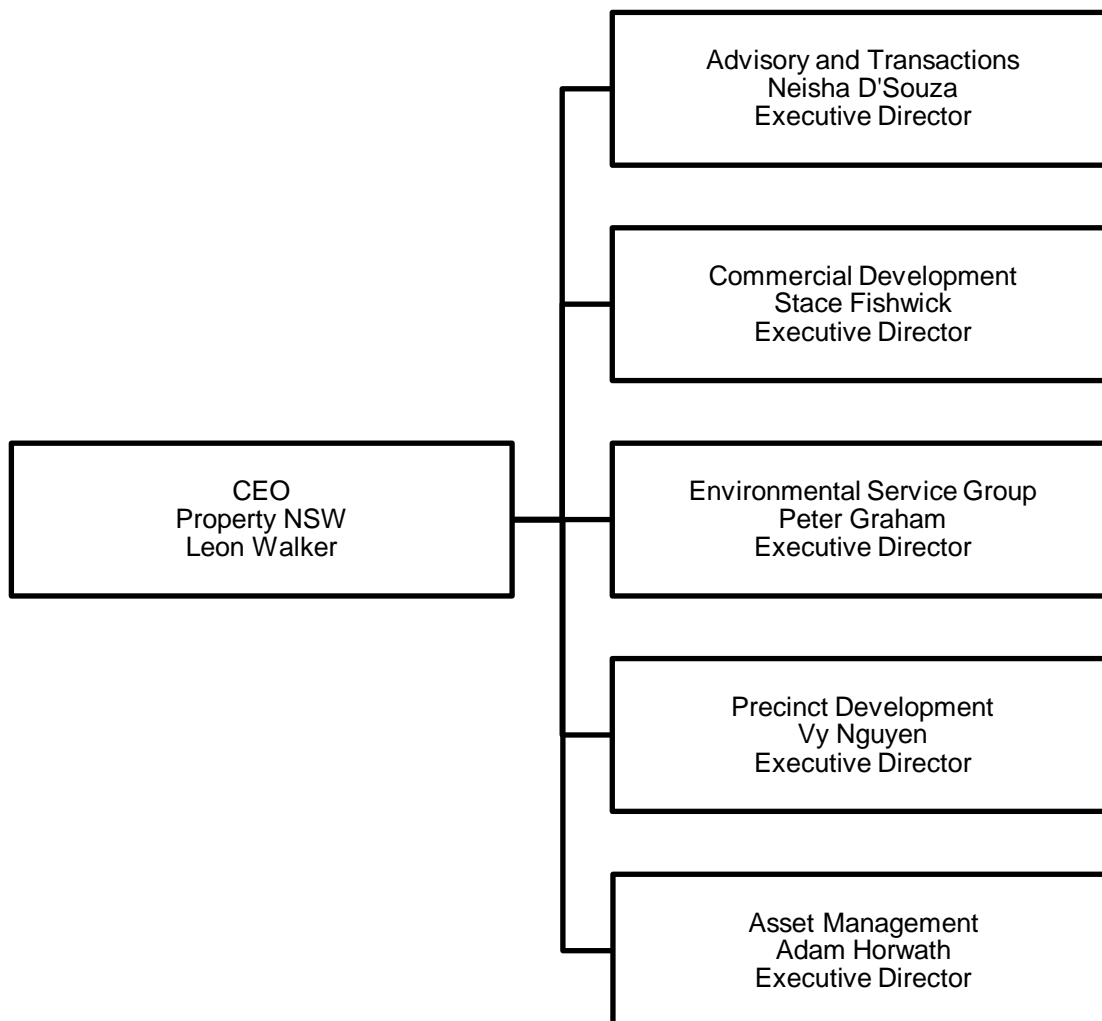 Advisory and Transactions
Neisha D'Souza
Executive Director
Commercial Development
Stace Fishwick
Executive Director
CEO
Property NSW
Leon Walker
Environmental Service Group
Peter Graham
Executive Director
Precinct Development
Vy Nguyen
Executive Director
Asset Management
Adam Horwath
Executive Director